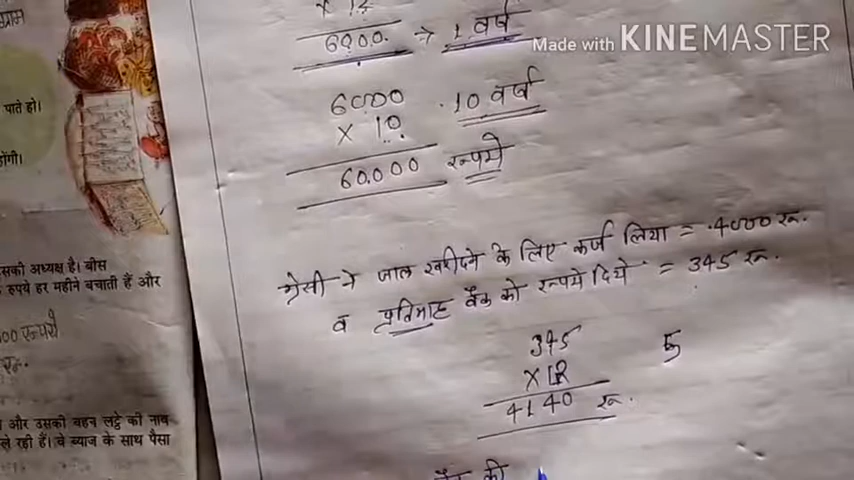 6000. → 1 वर्ष
Made with KINEMASTER
6000 10 वर्ष
X 10
60,000 रूपये
ग्रेसी ने जाल खरीदने के लिए कर्ज लिया = 4000 रू.
व प्रतिमाह बैंक को रूपये दिये = 345 रू.
345
X 12
4140 रू.
5
बैंक की
पाते हो।
होंगी।
सकी अध्यक्ष है। बीस
रुपये हर महीने बचाती हैं और
00 रूपये
रू.
और उसकी बहन लट्ठे की नाव
ले रही हैं। वे ब्याज के साथ पैसा